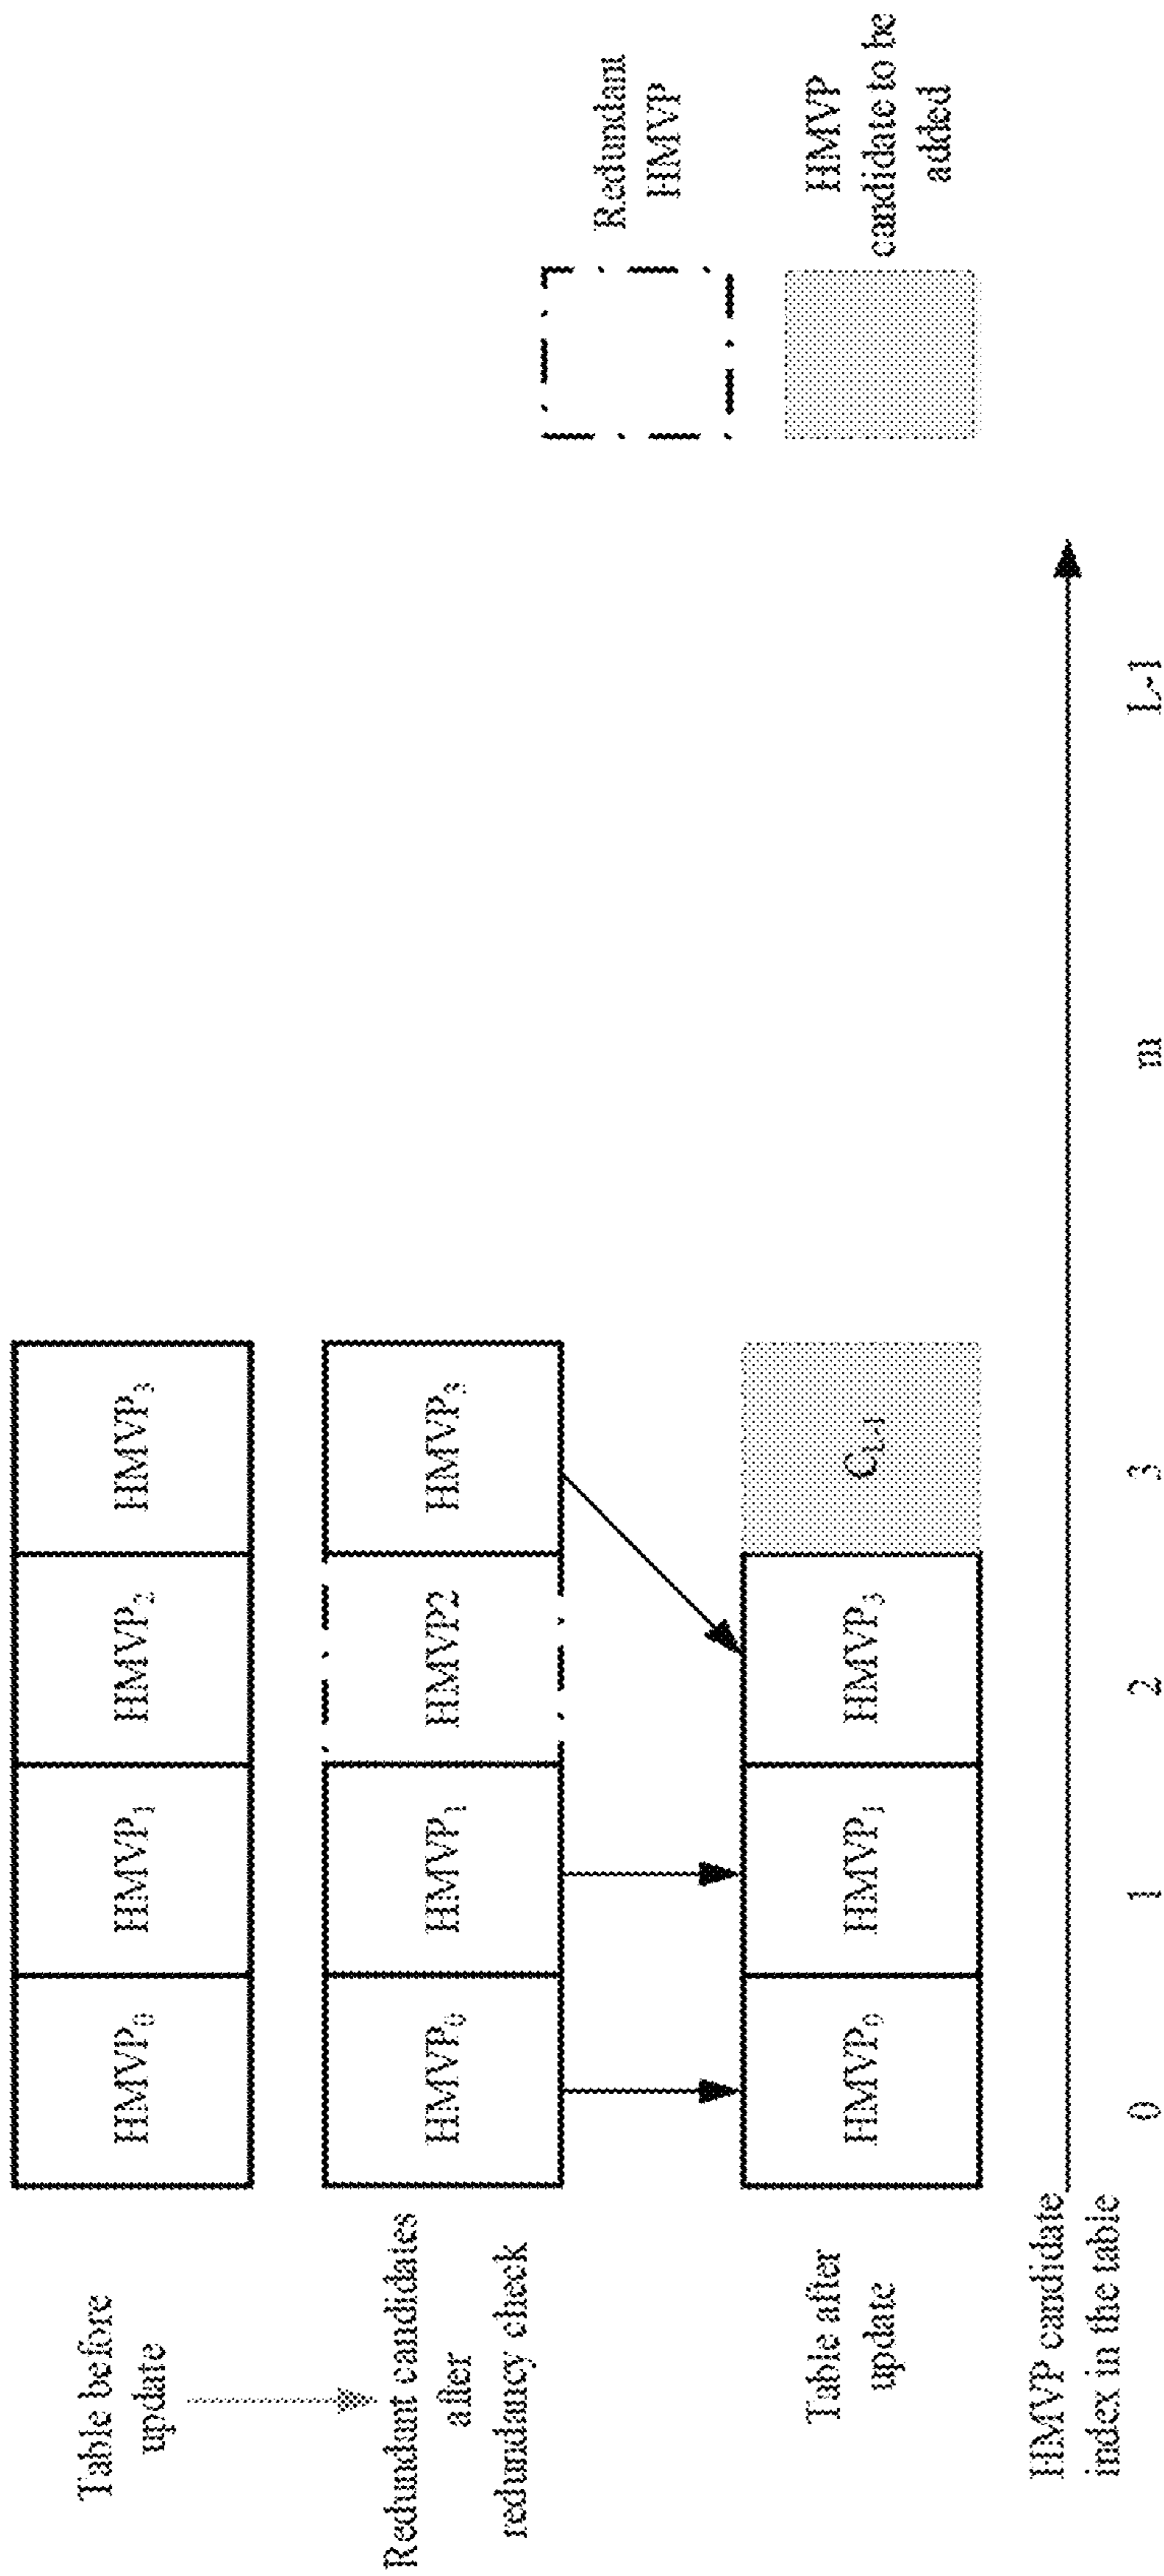 Table before
update
HMVP₀
HMVP₁
HMVP₂
HMVP₃
Redundant candidates
after
redundancy check
HMVP₀
HMVP₁
HMVP2
HMVP₃
Table after
update
HMVP₀
HMVP₁
HMVP₃
C_L-1
HMVP candidate
index in the table
0
1
2
3
m
L-1
Redundant
HMVP
HMVP
candidate to be
added